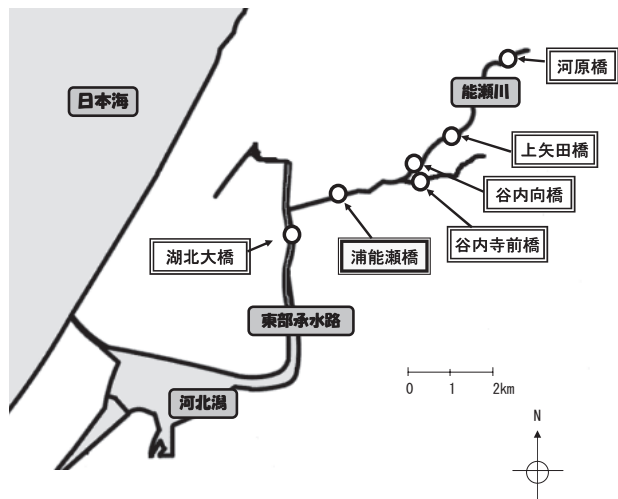 河原橋
能瀬川
日本海
上矢田橋
谷内向橋
谷内寺前橋
湖北大橋
浦能瀬橋
東部承水路
0 1 2km
河北潟
N